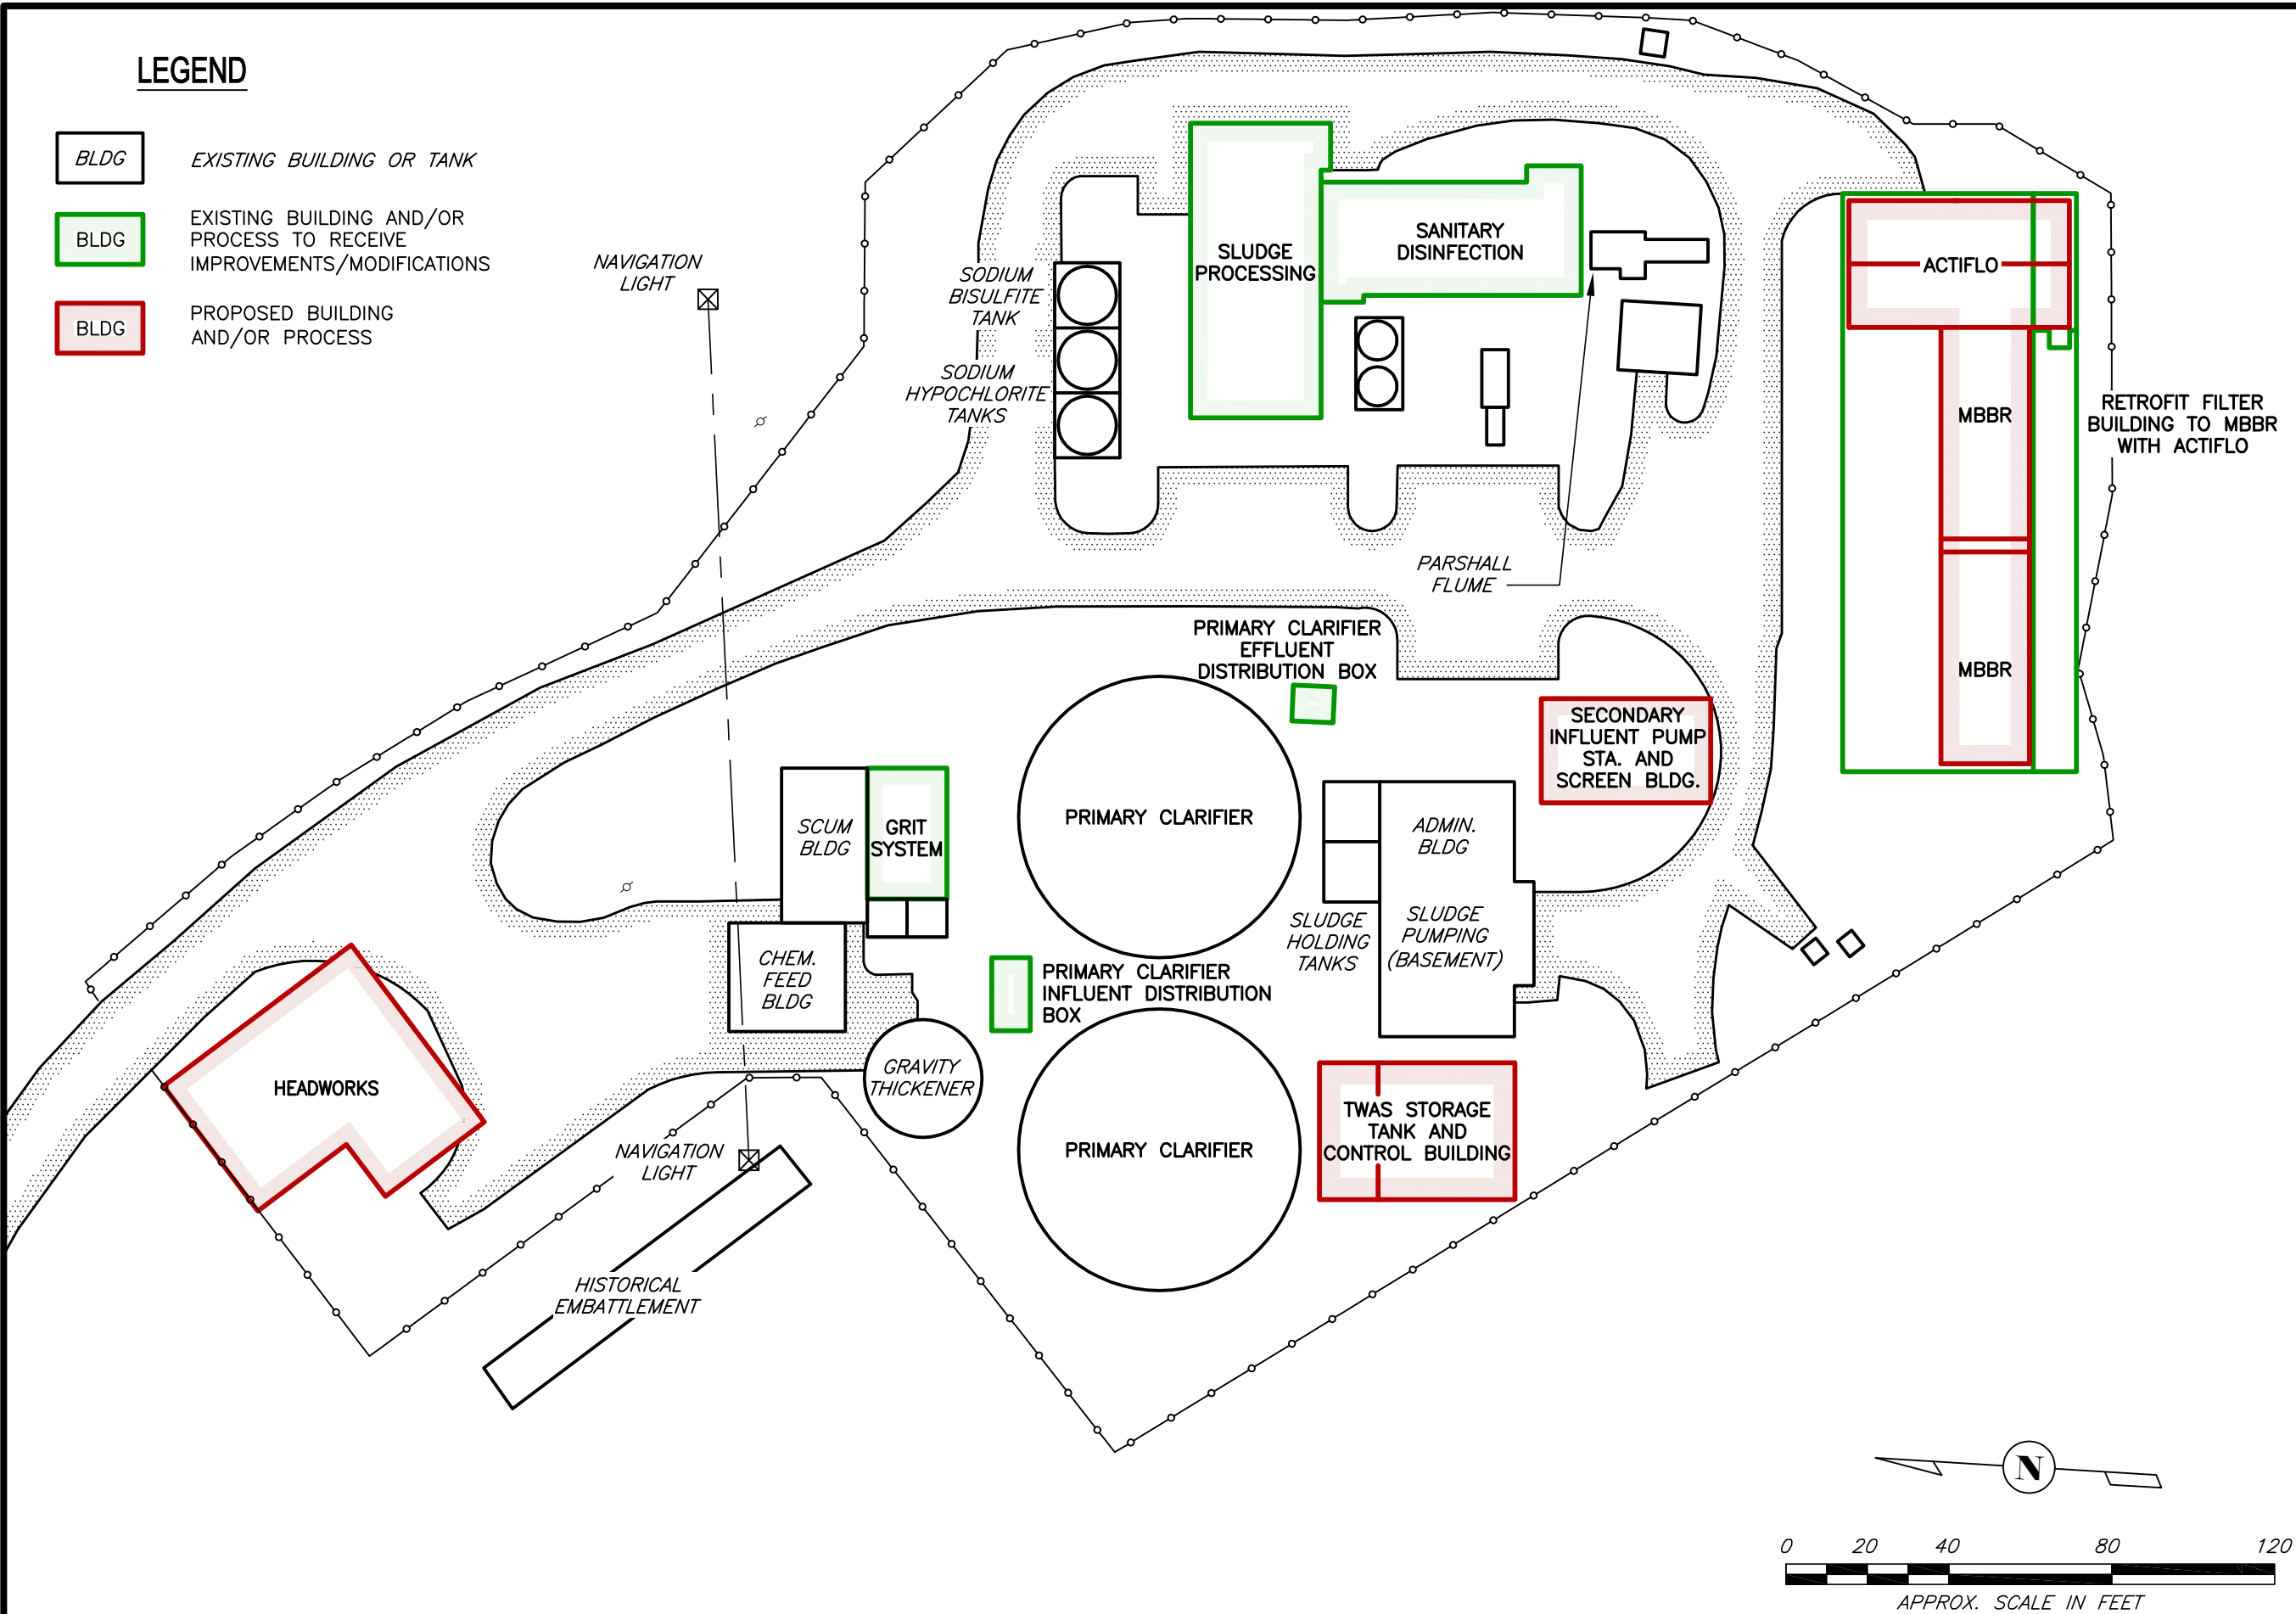 LEGEND
BLDG
EXISTING BUILDING OR TANK
BLDG
EXISTING BUILDING AND/OR
PROCESS TO RECEIVE
IMPROVEMENTS/MODIFICATIONS
BLDG
PROPOSED BUILDING
AND/OR PROCESS
NAVIGATION
LIGHT
SODIUM
BISULFITE
TANK
SODIUM
HYPOCHLORITE
TANKS
SLUDGE
PROCESSING
SANITARY
DISINFECTION
ACTIFLO
MBBR
RETROFIT FILTER
BUILDING TO MBBR
WITH ACTIFLO
MBBR
PARSHALL
FLUME
PRIMARY CLARIFIER
EFFLUENT
DISTRIBUTION BOX
SECONDARY
INFLUENT PUMP
STA. AND
SCREEN BLDG.
SCUM
BLDG
GRIT
SYSTEM
PRIMARY CLARIFIER
ADMIN.
BLDG
SLUDGE
PUMPING
(BASEMENT)
SLUDGE
HOLDING
TANKS
CHEM.
FEED
BLDG
PRIMARY CLARIFIER
INFLUENT DISTRIBUTION
BOX
GRAVITY
THICKENER
HEADWORKS
NAVIGATION
LIGHT
PRIMARY CLARIFIER
TWAS STORAGE
TANK AND
CONTROL BUILDING
HISTORICAL
EMBATTLEMENT
N
0 20 40 80 120
APPROX. SCALE IN FEET